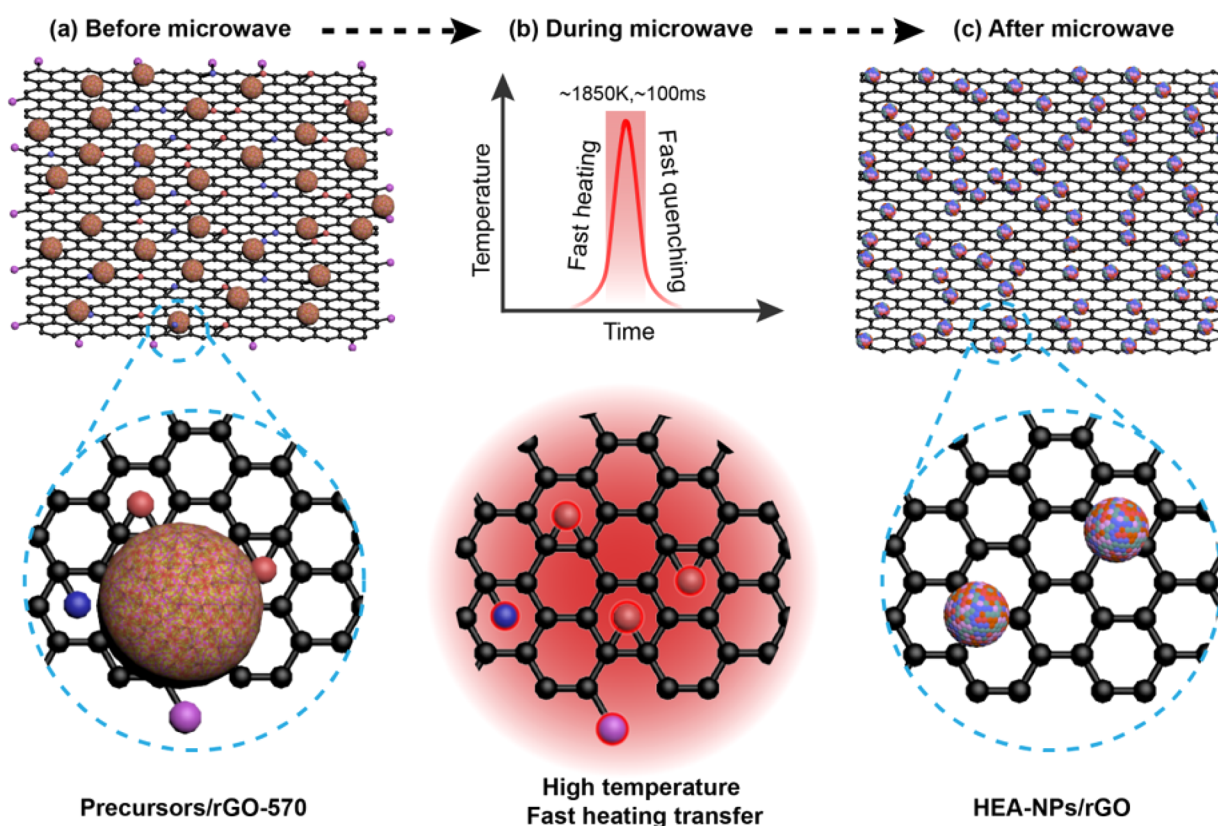 (a) Before microwave
(b) During microwave
(c) After microwave
~1850K,~100ms
Temperature
Fast heating
Fast quenching
Time
Precursors/rGO-570
High temperature
Fast heating transfer
HEA-NPs/rGO